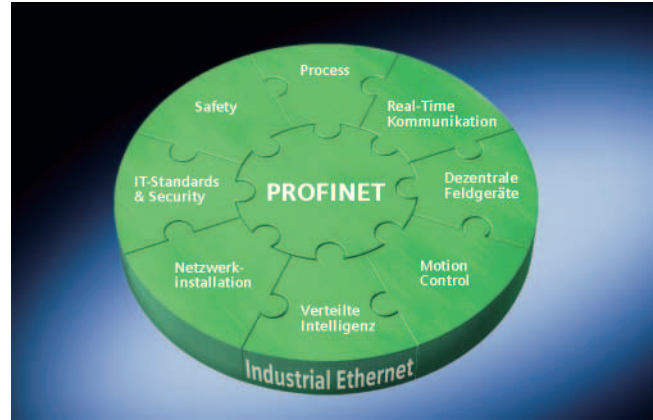 Process
Real-Time
Kommunikation
Dezentrale
Feldgeräte
Motion
Control
Verteilte
Intelligenz
Netzwerk-
installation
IT-Standards
& Security
Safety
PROFINET
Industrial Ethernet